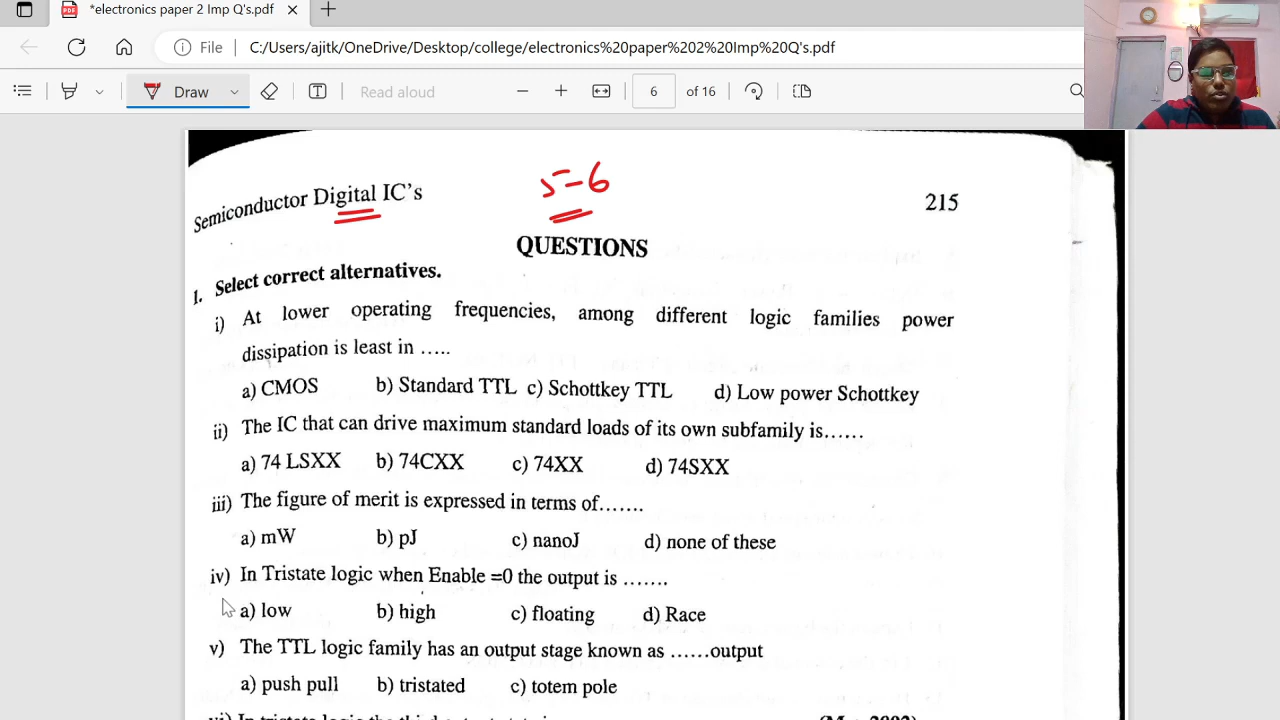 *electronics paper 2 Imp Q's.pdf
File C:/Users/ajitk/OneDrive/Desktop/college/electronics%20paper%202%20Imp%20Q's.pdf
Draw Read aloud 6 of 16
5-6
Semiconductor Digital IC's 215
QUESTIONS
1. Select correct alternatives.
i) At lower operating frequencies, among different logic families power
dissipation is least in .....
a) CMOS b) Standard TTL c) Schottkey TTL d) Low power Schottkey
ii) The IC that can drive maximum standard loads of its own subfamily is......
a) 74 LSXX b) 74CXX c) 74XX d) 74SXX
iii) The figure of merit is expressed in terms of.......
a) mW b) pJ c) nanoJ d) none of these
iv) In Tristate logic when Enable =0 the output is .......
a) low b) high c) floating d) Race
v) The TTL logic family has an output stage known as ......output
a) push pull b) tristated c) totem pole